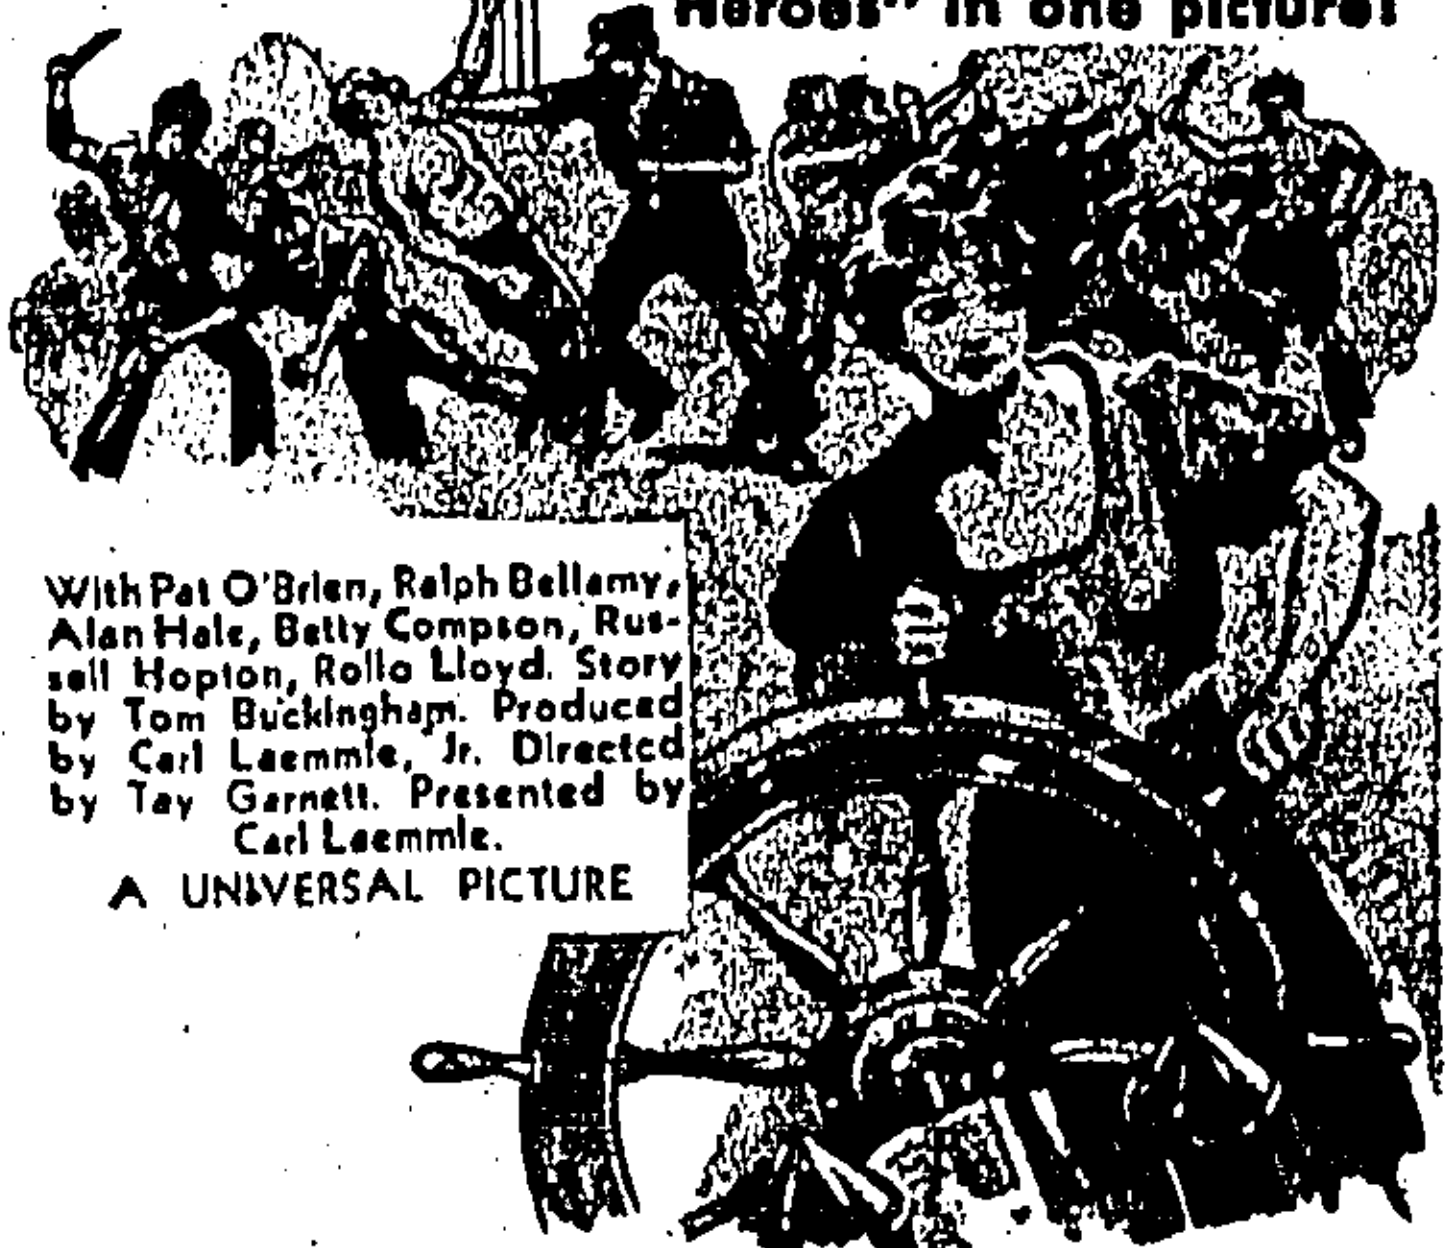 Heroes" in one picture!
With Pat O'Brien, Ralph Bellamy,
Alan Hale, Betty Compson, Rus-
sell Hopton, Rollo Lloyd. Story
by Tom Buckingham. Produced
by Carl Laemmle, Jr. Directed
by Tay Garnett. Presented by
Carl Laemmle.
A UNIVERSAL PICTURE